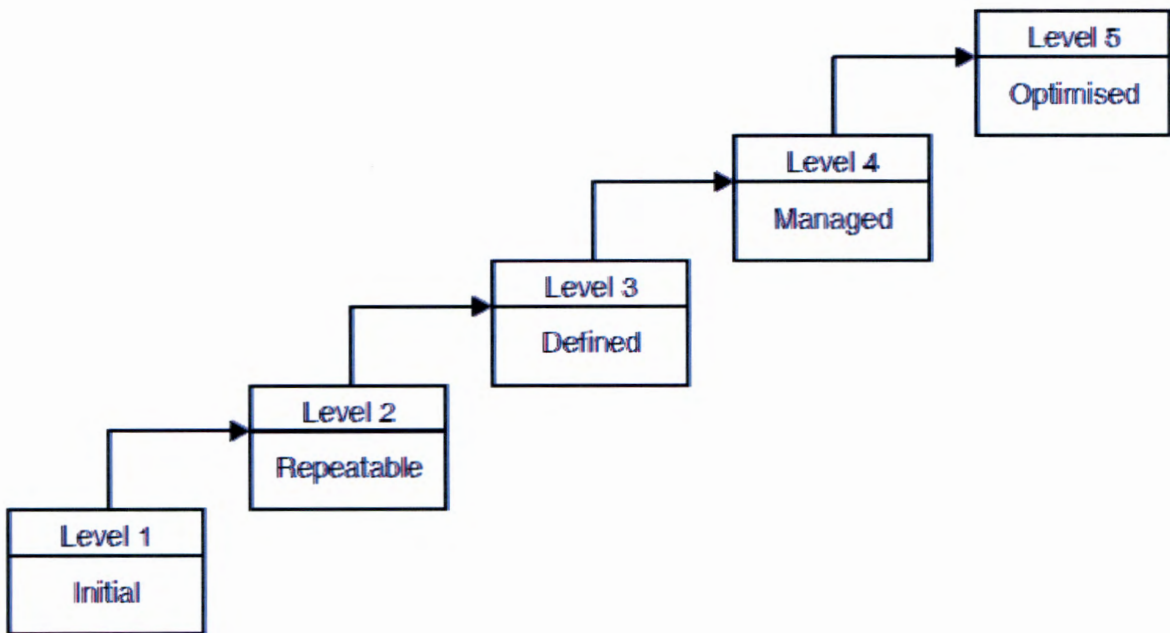 Level 5
Optimised
Level 4
Managed
Level 3
Defined
Level 2
Repeatable
Level 1
Initial